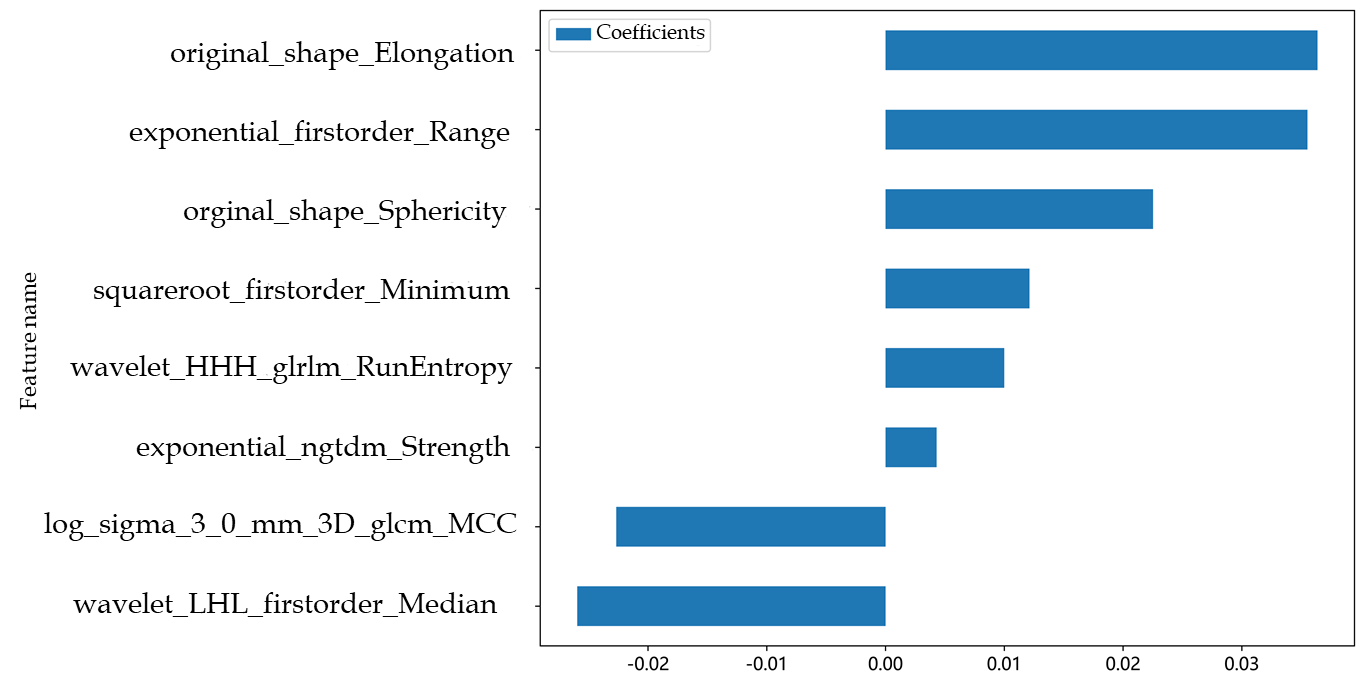 Coefficients
original_shape_Elongation
exponential_firstorder_Range
orginal_shape_Sphericity
squareroot_firstorder_Minimum
wavelet_HHH_glrlm_RunEntropy
exponential_ngtdm_Strength
log_sigma_3_0_mm_3D_glcm_MCC
wavelet_LHL_firstorder_Median
Feature name
-0.02 -0.01 0.00 0.01 0.02 0.03